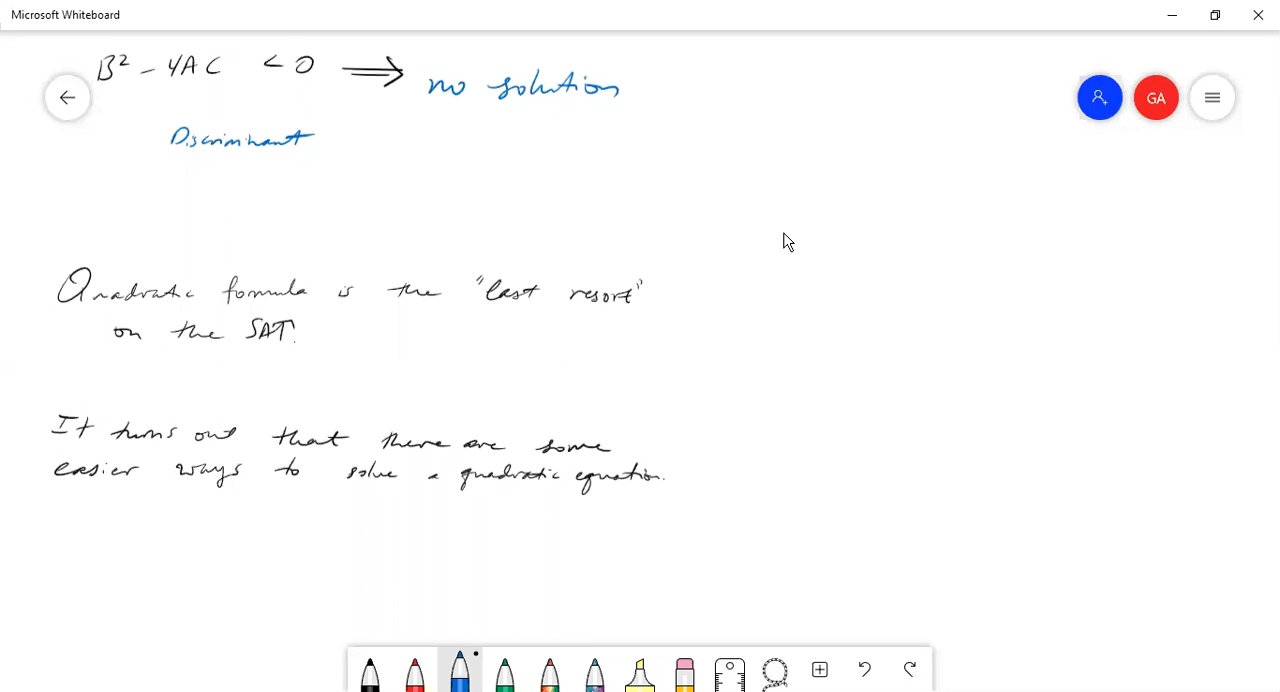 Microsoft Whiteboard
B² - 4AC < 0 ⟹ no solution
GA
Discriminant
Quadratic formula is the "last resort"
on the SAT.
It turns out that there are some
easier ways to solve a quadratic equation.